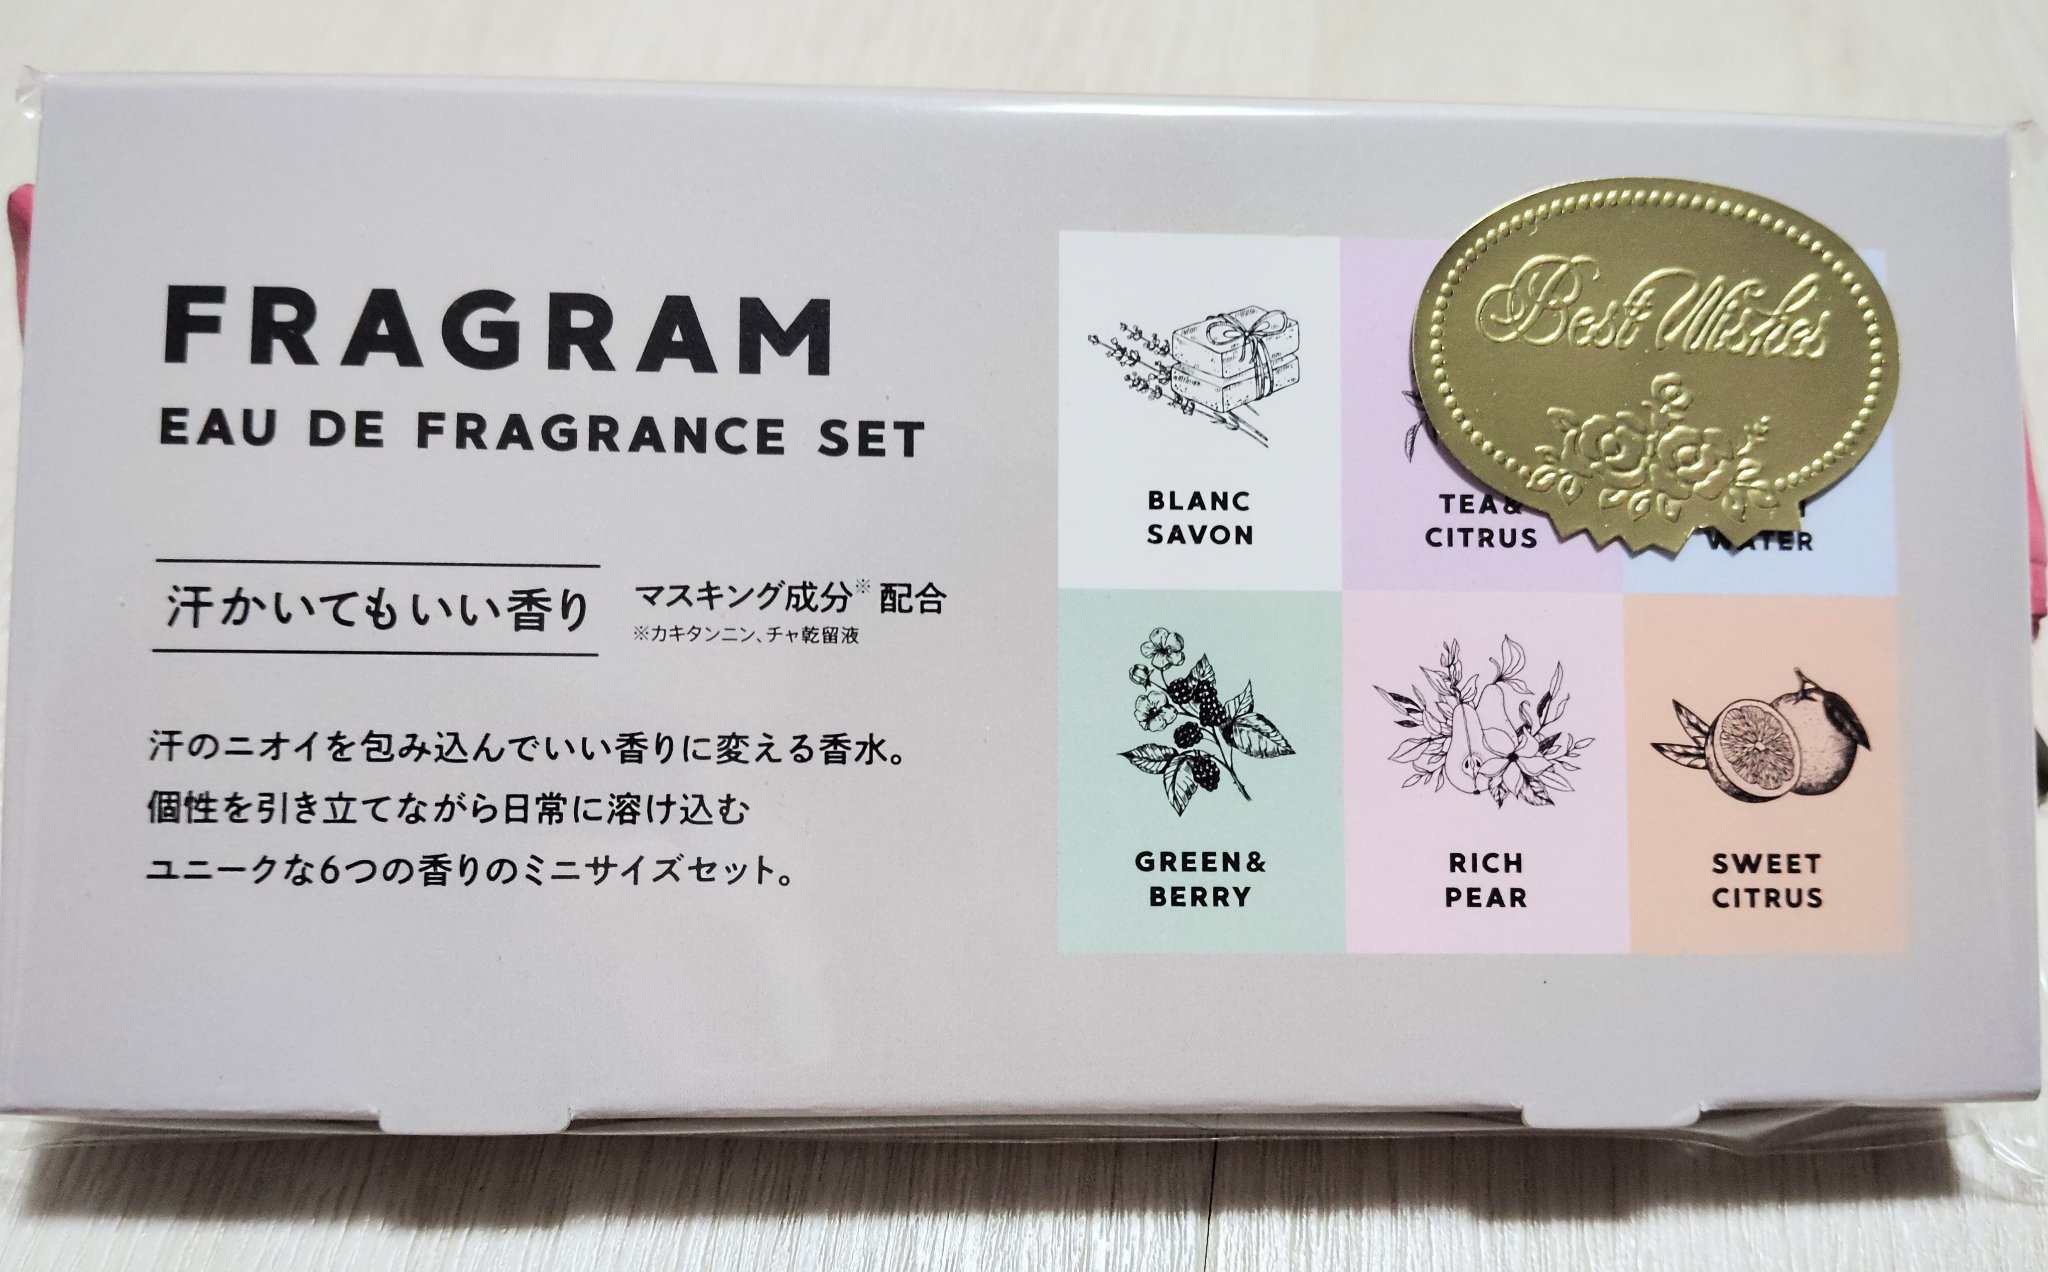 FRAGRAM
EAU DE FRAGRANCE SET
汗かいてもいい香り
マスキング成分※配合
※カキタンニン、チャ乾留液
汗のニオイを包み込んでいい香りに変える香水。
個性を引き立てながら日常に溶け込む
ユニークな6つの香りのミニサイズセット。
Best Wishes
BLANC
SAVON
TEA&
CITRUS
WATER
GREEN&
BERRY
RICH
PEAR
SWEET
CITRUS